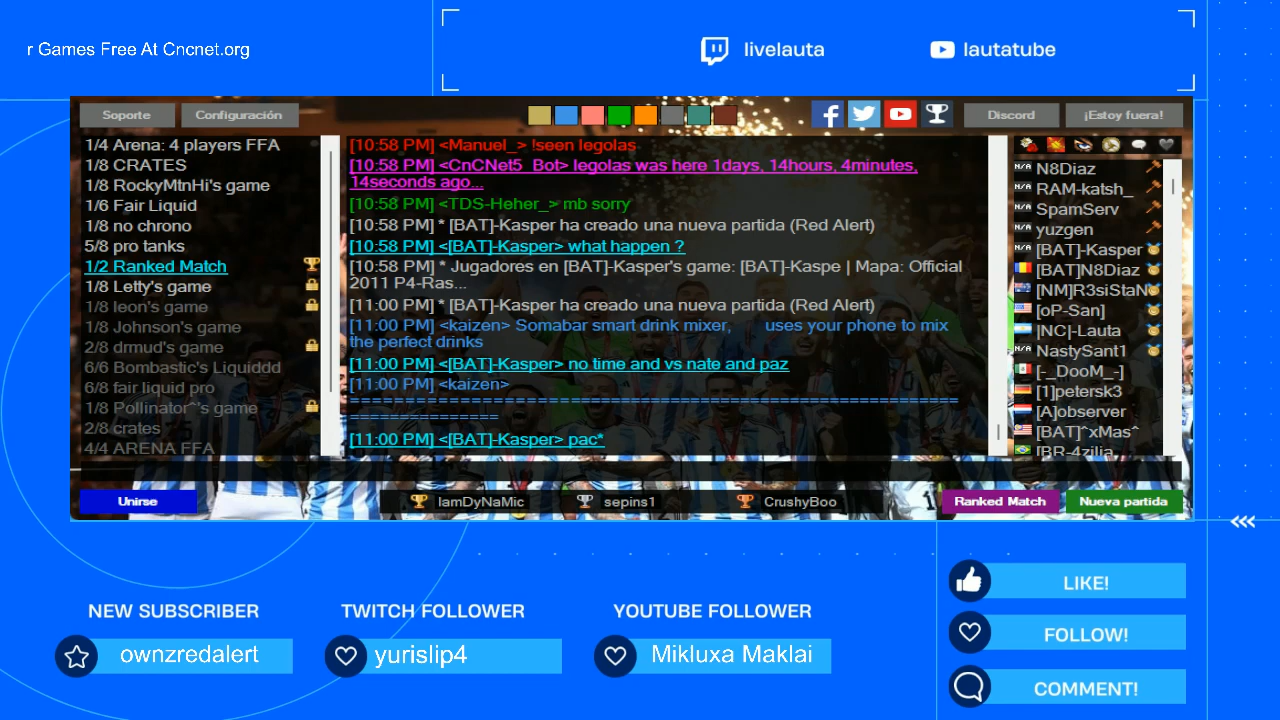 r Games Free At Cncnet.org
livelauta
lautatube
Soporte
Configuración
Discord
¡Estoy fuera!
1/4 Arena: 4 players FFA
1/8 CRATES
1/8 RockyMtnHi's game
1/6 Fair Liquid
1/8 no chrono
5/8 pro tanks
1/2 Ranked Match
1/8 Letty's game
1/8 leon's game
1/8 Johnson's game
2/8 drmud's game
6/6 Bombastic's Liquiddd
6/8 fair liquid pro
1/8 Pollinator^'s game
2/8 crates
4/4 ARENA FFA
[10:58 PM] <Manuel_> !seen legolas
[10:58 PM] <CnCNet5_Bot> legolas was here 1days, 14hours, 4minutes,
14seconds ago...
[10:58 PM] <TDS-Heher_> mb sorry
[10:58 PM] * [BAT]-Kasper ha creado una nueva partida (Red Alert)
[10:58 PM] <[BAT]-Kasper> what happen ?
[10:58 PM] * Jugadores en [BAT]-Kasper's game: [BAT]-Kaspe | Mapa: Official
2011 P4-Ras...
[11:00 PM] * [BAT]-Kasper ha creado una nueva partida (Red Alert)
[11:00 PM] <kaizen> Somabar smart drink mixer, uses your phone to mix
the perfect drinks
[11:00 PM] <[BAT]-Kasper> no time and vs nate and paz
[11:00 PM] <kaizen>
[11:00 PM] <[BAT]-Kasper> pac*
N/A N8Diaz
N/A RAM-katsh_
N/A SpamServ
N/A yuzgen
N/A [BAT]-Kasper
[BAT]N8Diaz
[NM]R3siStaN
[oP-San]
|NC|-Lauta
N/A NastySant1
[-_DooM_-]
[1]petersk3
[A]observer
[BAT]^xMas^
[BR-4zilia
Unirse
IamDyNaMic
sepins1
CrushyBoo
Ranked Match
Nueva partida
NEW SUBSCRIBER
ownzredalert
TWITCH FOLLOWER
yurislip4
YOUTUBE FOLLOWER
Mikluxa Maklai
LIKE!
FOLLOW!
COMMENT!